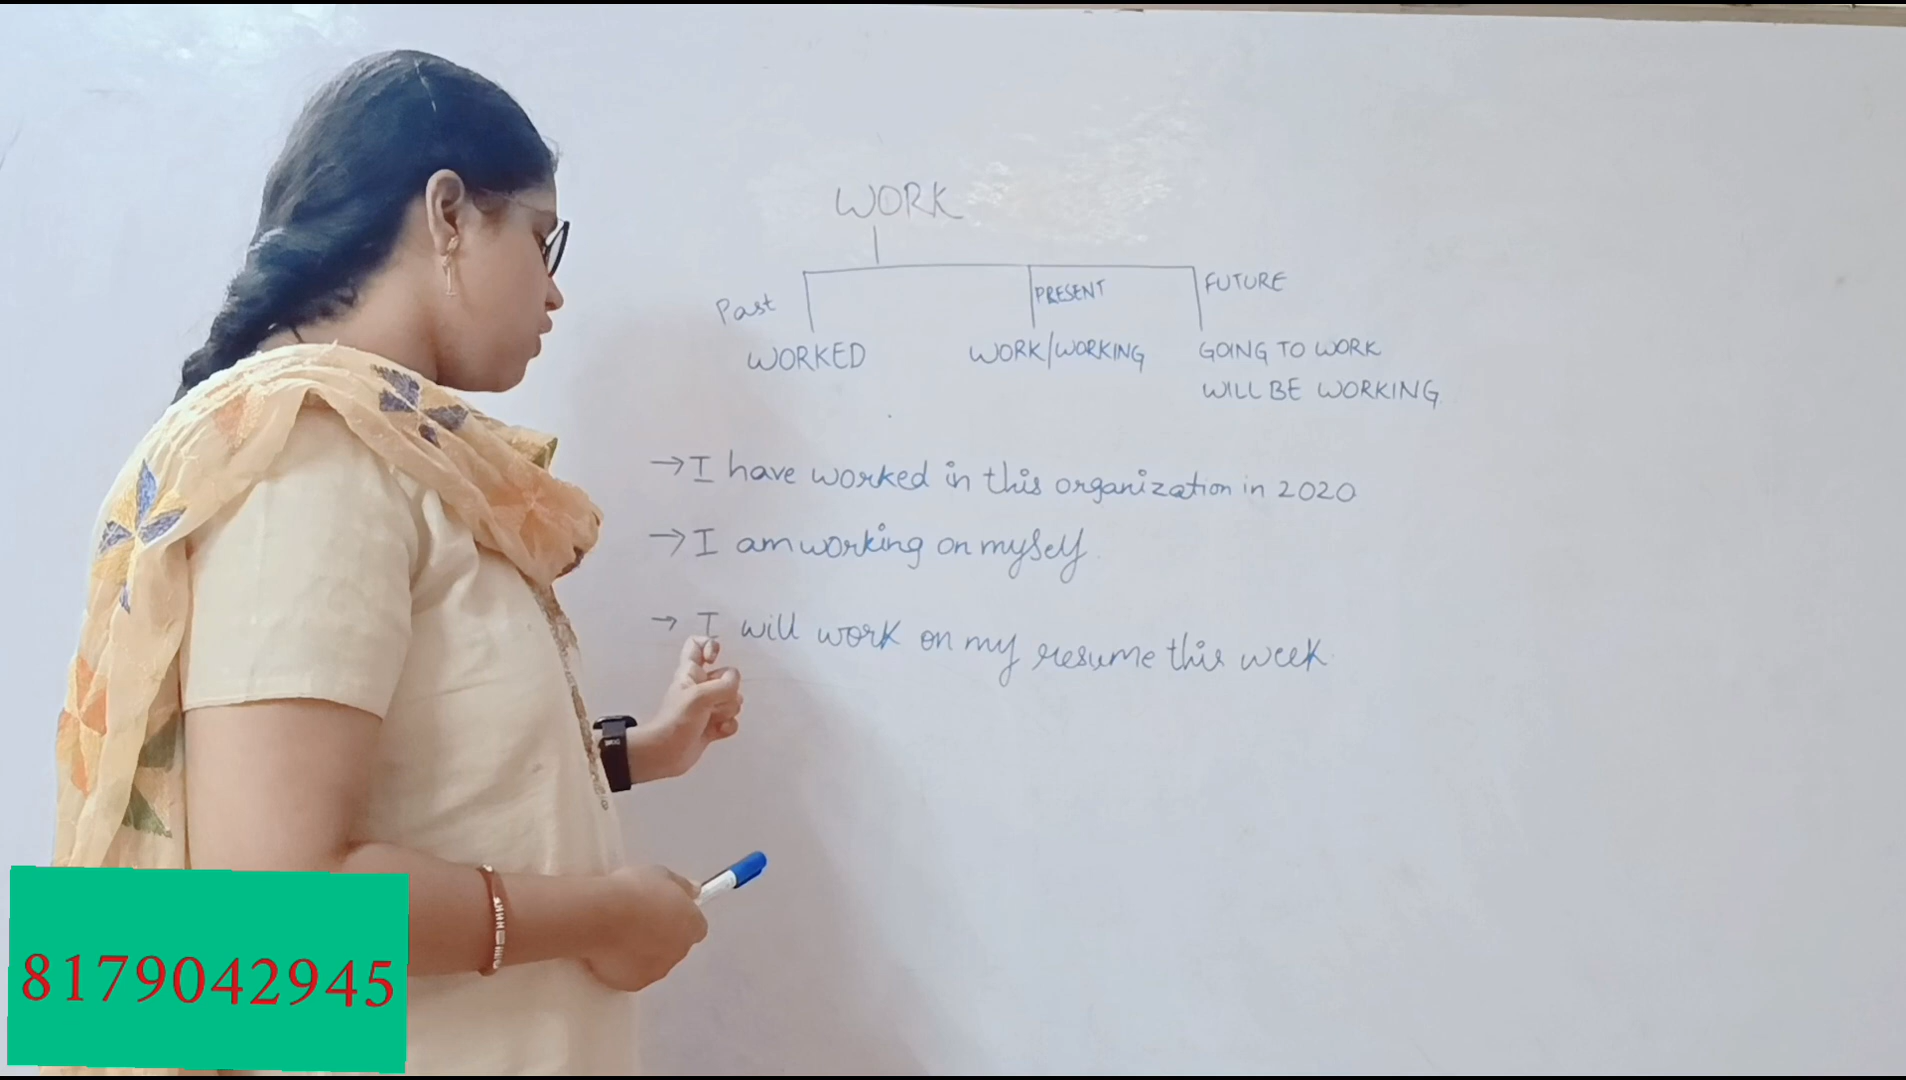 WORK
Past
PRESENT
FUTURE
WORKED
WORK/WORKING
GOING TO WORK
WILL BE WORKING
→ I have worked in this organization in 2020
→ I am working on myself.
→ I will work on my resume this week.
8179042945